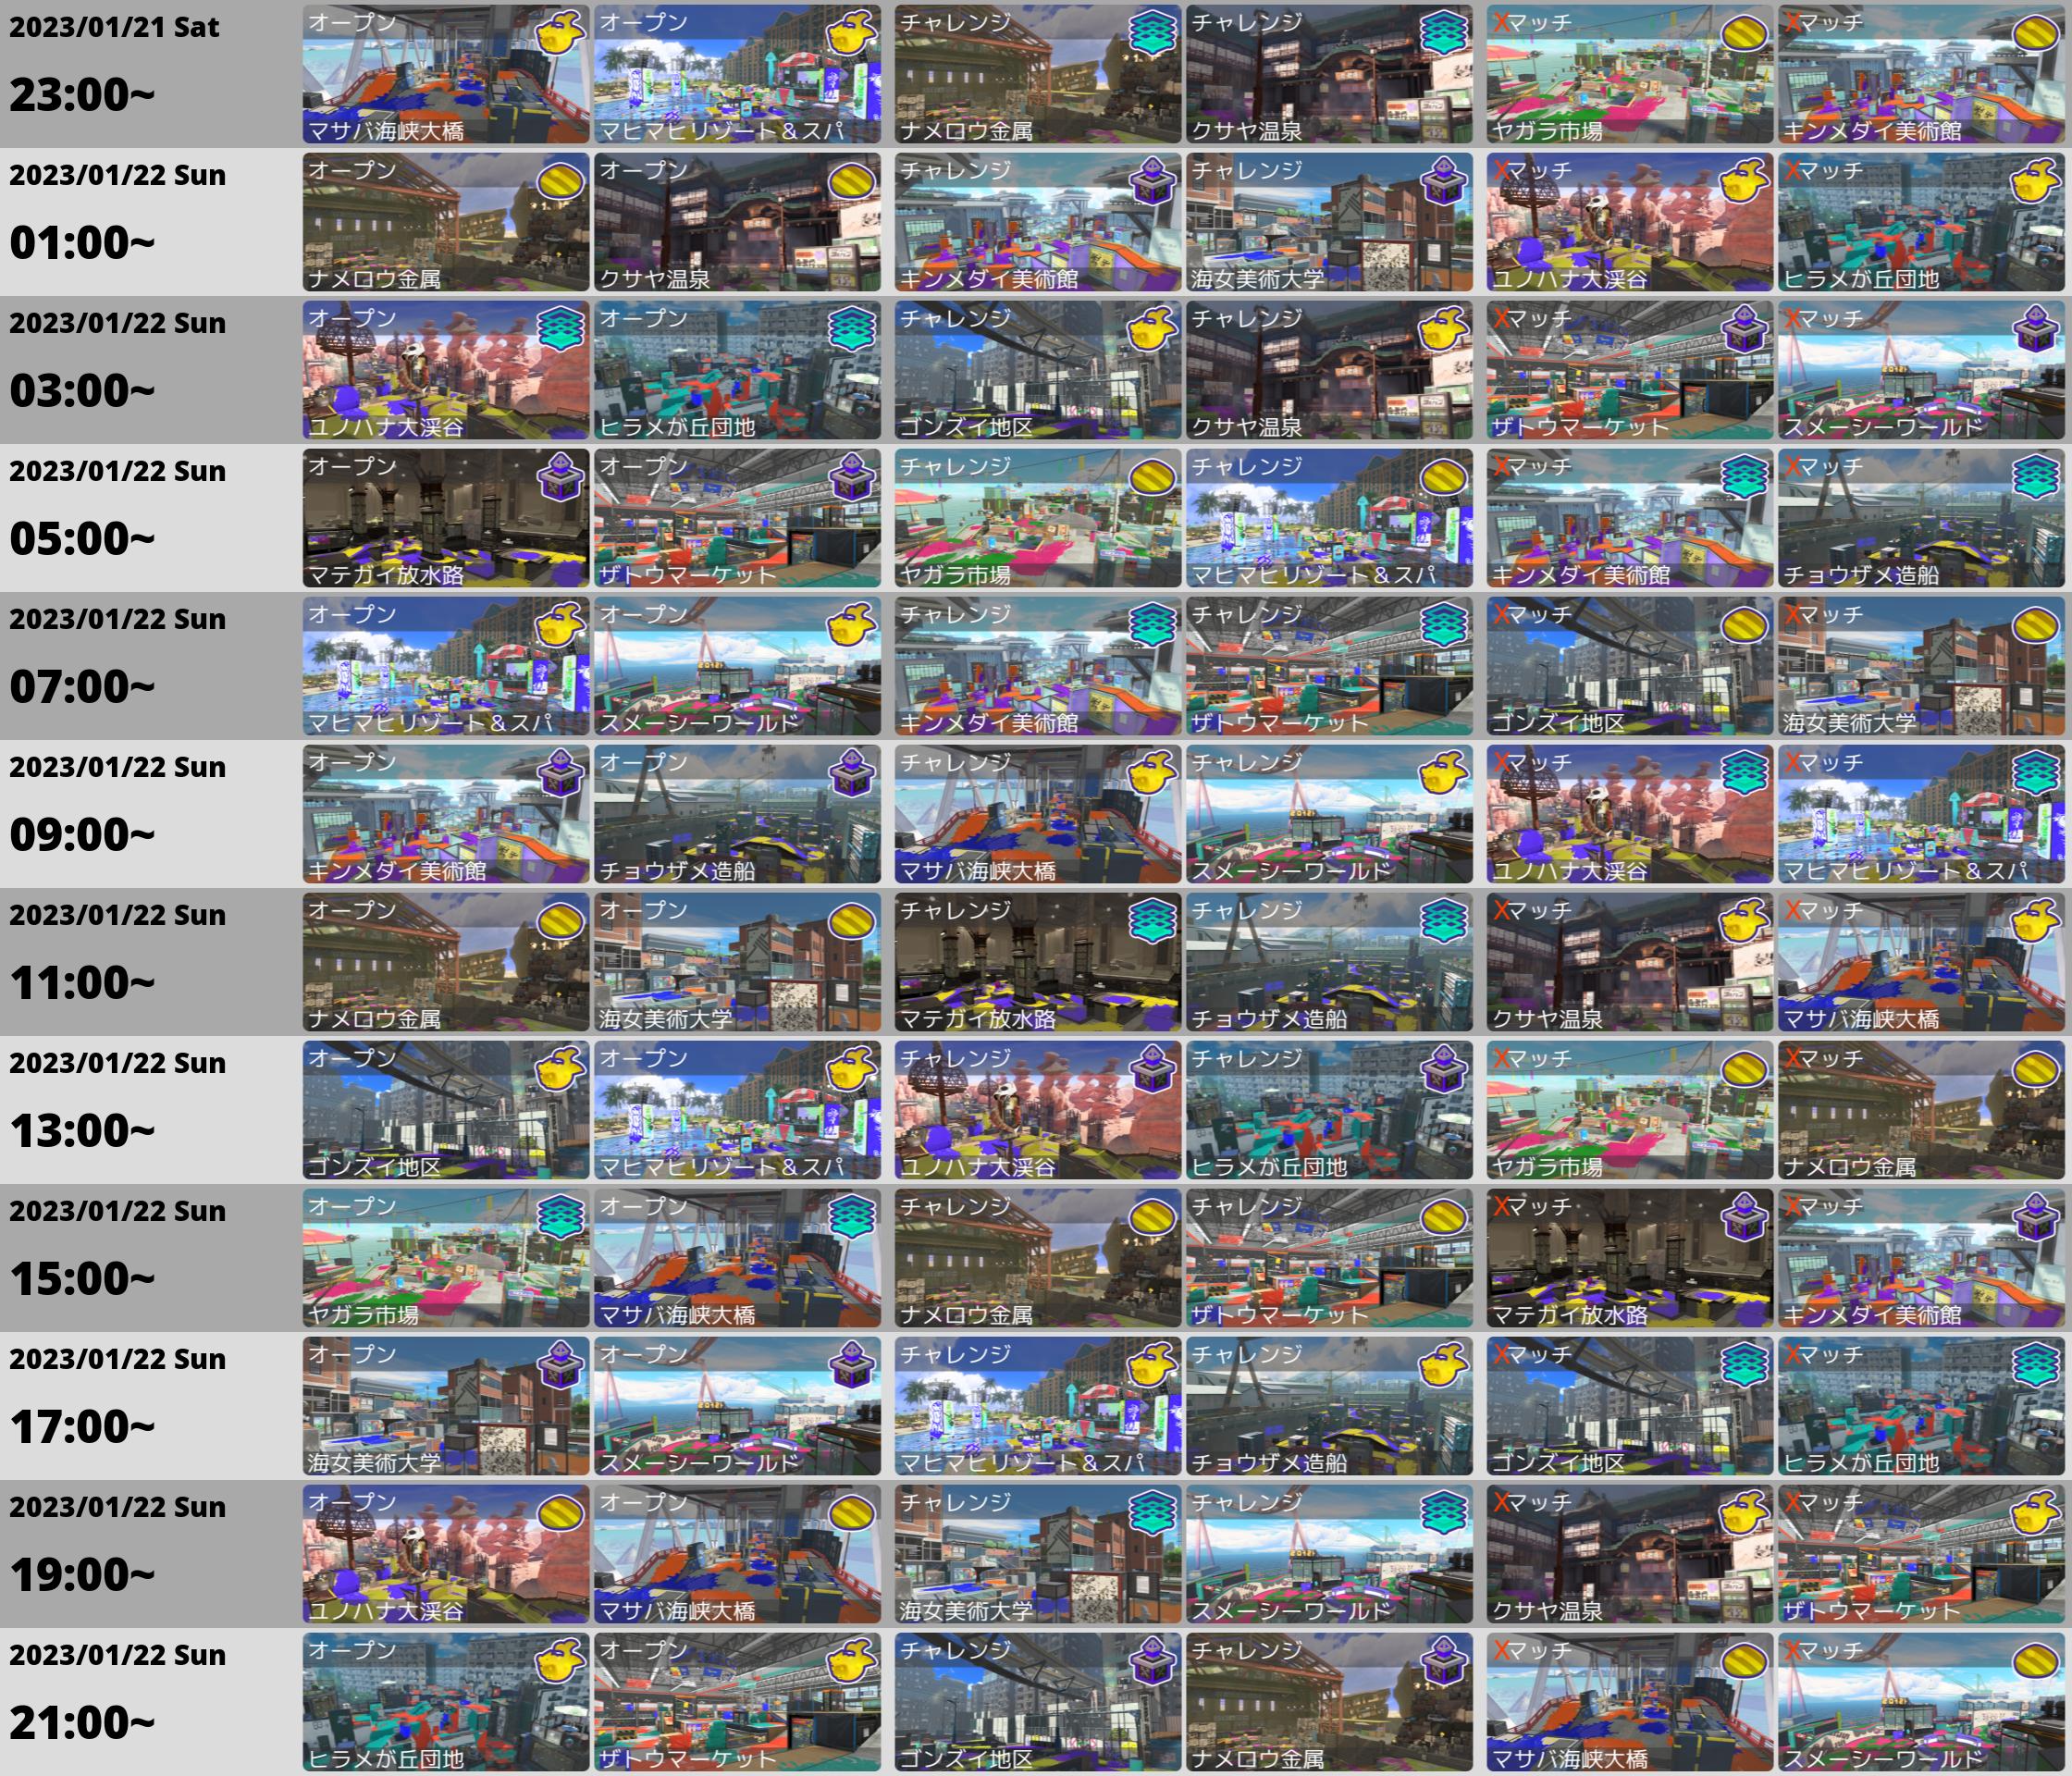 2023/01/21 Sat
23:00~
オープン
マサバ海峡大橋
オープン
マヒマヒリゾート＆スパ
チャレンジ
ナメロウ金属
チャレンジ
クサヤ温泉
Xマッチ
ヤガラ市場
Xマッチ
キンメダイ美術館
2023/01/22 Sun
01:00~
オープン
ナメロウ金属
オープン
クサヤ温泉
チャレンジ
キンメダイ美術館
チャレンジ
海女美術大学
Xマッチ
ユノハナ大渓谷
Xマッチ
ヒラメが丘団地
2023/01/22 Sun
03:00~
オープン
ユノハナ大渓谷
オープン
ヒラメが丘団地
チャレンジ
ゴンズイ地区
チャレンジ
クサヤ温泉
Xマッチ
ザトウマーケット
Xマッチ
スメーシーワールド
2023/01/22 Sun
05:00~
オープン
マテガイ放水路
オープン
ザトウマーケット
チャレンジ
ヤガラ市場
チャレンジ
マヒマヒリゾート＆スパ
Xマッチ
キンメダイ美術館
Xマッチ
チョウザメ造船
2023/01/22 Sun
07:00~
オープン
マヒマヒリゾート＆スパ
オープン
スメーシーワールド
チャレンジ
キンメダイ美術館
チャレンジ
ザトウマーケット
Xマッチ
ゴンズイ地区
Xマッチ
海女美術大学
2023/01/22 Sun
09:00~
オープン
キンメダイ美術館
オープン
チョウザメ造船
チャレンジ
マサバ海峡大橋
チャレンジ
スメーシーワールド
Xマッチ
ユノハナ大渓谷
Xマッチ
マヒマヒリゾート＆スパ
2023/01/22 Sun
11:00~
オープン
ナメロウ金属
オープン
海女美術大学
チャレンジ
マテガイ放水路
チャレンジ
チョウザメ造船
Xマッチ
クサヤ温泉
Xマッチ
マサバ海峡大橋
2023/01/22 Sun
13:00~
オープン
ゴンズイ地区
オープン
マヒマヒリゾート＆スパ
チャレンジ
ユノハナ大渓谷
チャレンジ
ヒラメが丘団地
Xマッチ
ヤガラ市場
Xマッチ
ナメロウ金属
2023/01/22 Sun
15:00~
オープン
ヤガラ市場
オープン
マサバ海峡大橋
チャレンジ
ナメロウ金属
チャレンジ
ザトウマーケット
Xマッチ
マテガイ放水路
Xマッチ
キンメダイ美術館
2023/01/22 Sun
17:00~
オープン
海女美術大学
オープン
スメーシーワールド
チャレンジ
マヒマヒリゾート＆スパ
チャレンジ
チョウザメ造船
Xマッチ
ゴンズイ地区
Xマッチ
ヒラメが丘団地
2023/01/22 Sun
19:00~
オープン
ユノハナ大渓谷
オープン
マサバ海峡大橋
チャレンジ
海女美術大学
チャレンジ
スメーシーワールド
Xマッチ
クサヤ温泉
Xマッチ
ザトウマーケット
2023/01/22 Sun
21:00~
オープン
ヒラメが丘団地
オープン
ザトウマーケット
チャレンジ
ゴンズイ地区
チャレンジ
ナメロウ金属
Xマッチ
マサバ海峡大橋
Xマッチ
スメーシーワールド